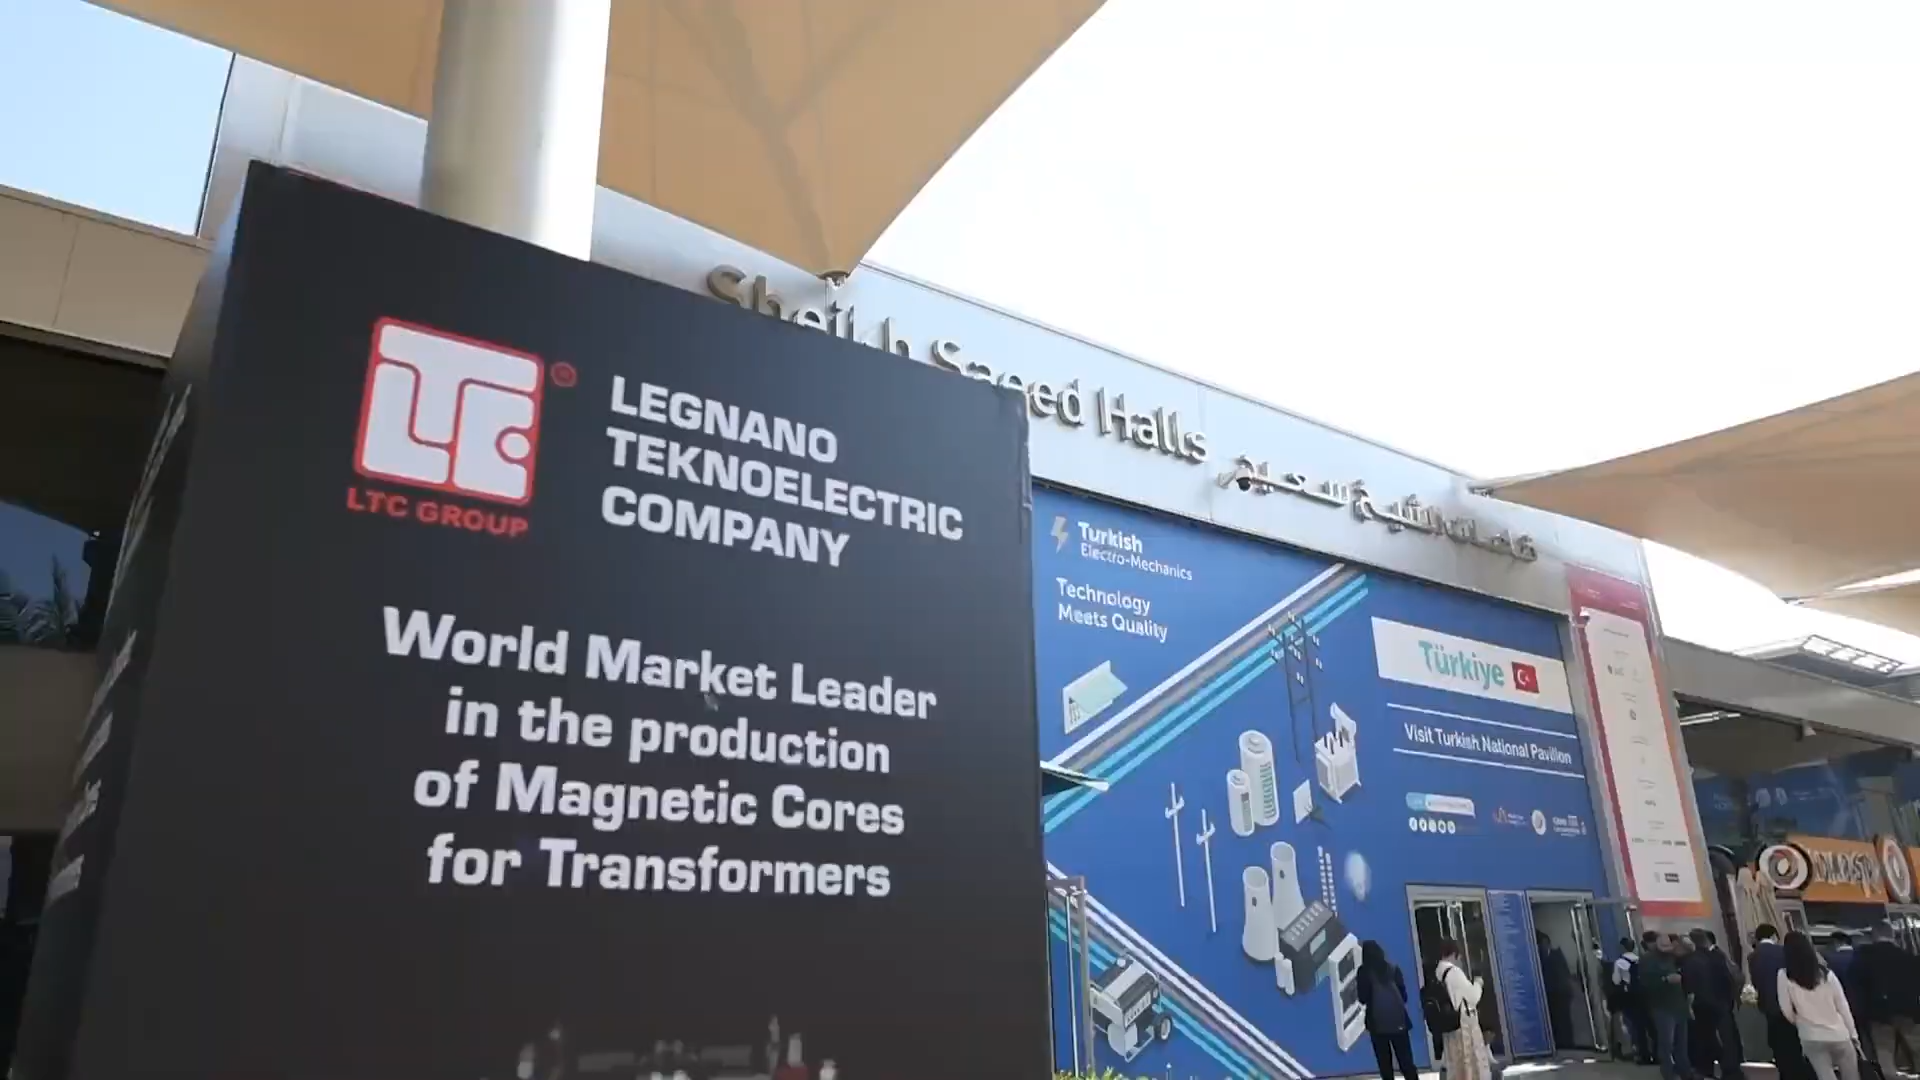 Sheikh Saeed Halls
قاعات الشيخ سعيد
LTC GROUP
LEGNANO
TEKNOELECTRIC
COMPANY
World Market Leader
in the production
of Magnetic Cores
for Transformers
Turkish
Electro-Mechanics
Technology
Meets Quality
Türkiye
Visit Turkish National Pavilion